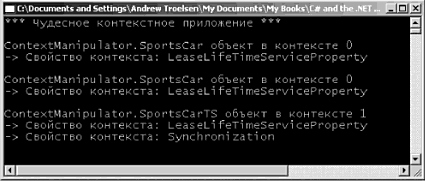 C:\Documents and Settings\Andrew Troelsen\My Documents\My Books\C# and the .NET ...
*** Чудесное контекстное приложение ***
ContextManipulator.SportsCar объект в контексте 0
-> Свойство контекста: LeaseLifeTimeServiceProperty
ContextManipulator.SportsCar объект в контексте 0
-> Свойство контекста: LeaseLifeTimeServiceProperty
ContextManipulator.SportsCarTS объект в контексте 1
-> Свойство контекста: LeaseLifeTimeServiceProperty
-> Свойство контекста: Synchronization